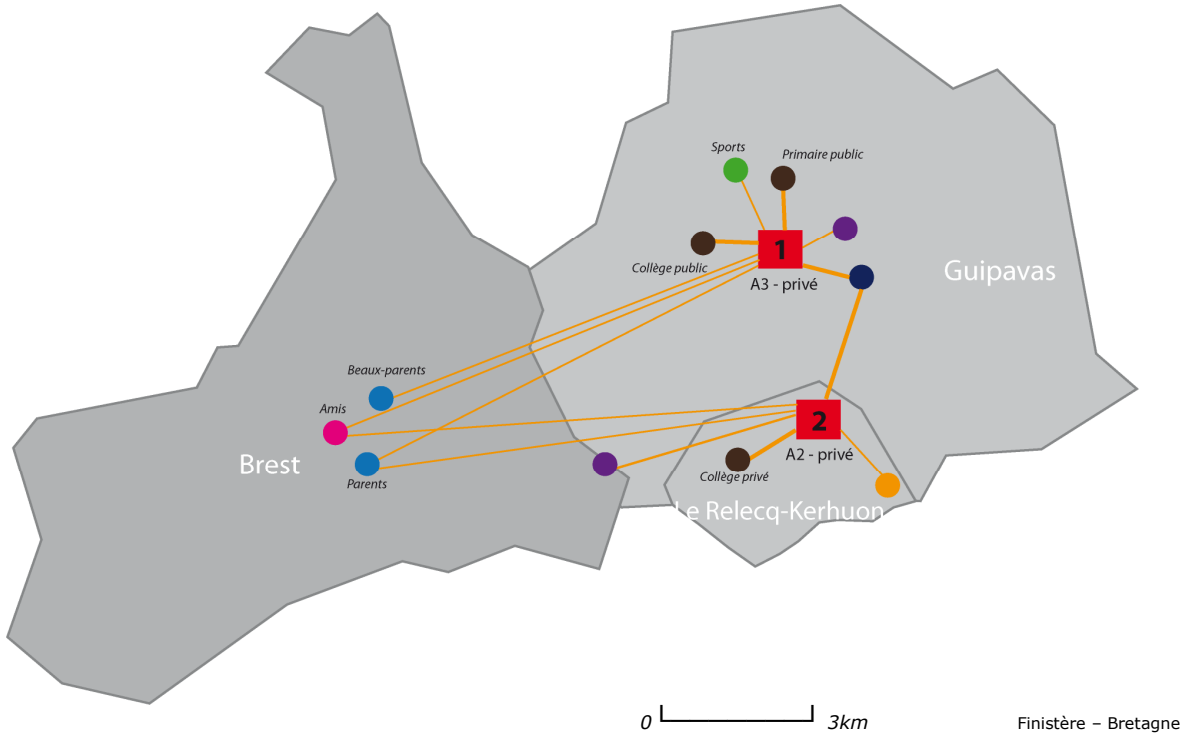 Sports
Primaire public
1
Collège public
Guipavas
A3 - privé
Beaux-parents
Amis
2
Brest
A2 - privé
Collège privé
Parents
Le Relecq-Kerhuon
0 3km
Finistère – Bretagne